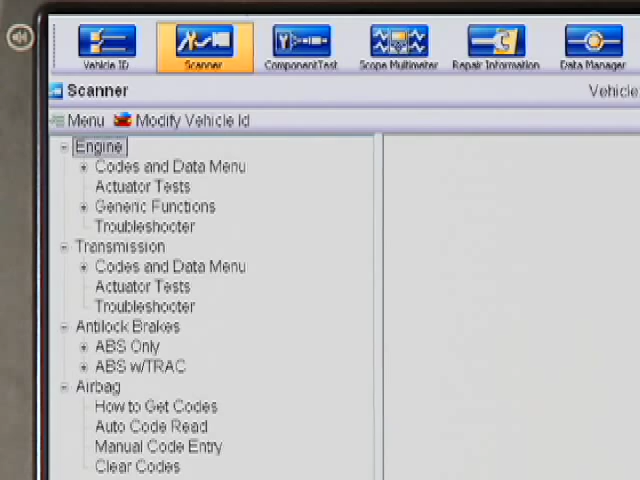 Vehicle ID
Scanner
ComponentTest
Scope Multimeter
Repair Information
Data Manager
Scanner
Vehicle
Menu
Modify Vehicle Id
Engine
Codes and Data Menu
Actuator Tests
Generic Functions
Troubleshooter
Transmission
Codes and Data Menu
Actuator Tests
Troubleshooter
Antilock Brakes
ABS Only
ABS w/TRAC
Airbag
How to Get Codes
Auto Code Read
Manual Code Entry
Clear Codes